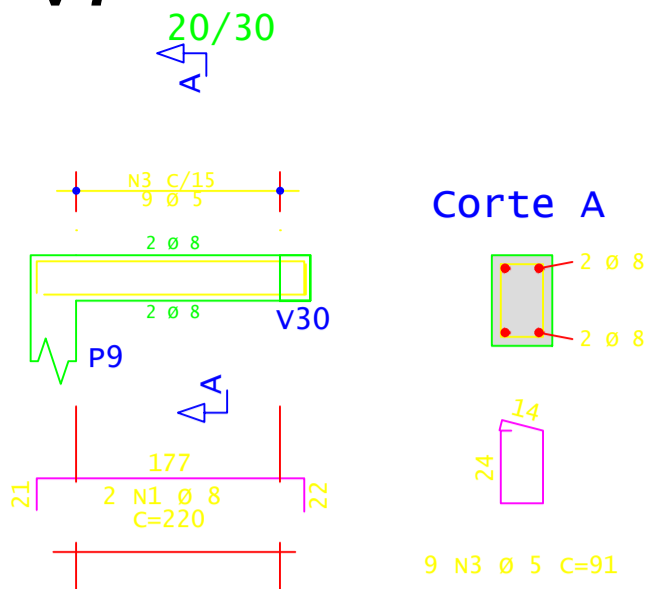 20/30
A
N3 C/15
9 Ø 5
Corte A
2 Ø 8
2 Ø 8
2 Ø 8
2 Ø 8
V30
P9
A
14
177
24
21
2 N1 Ø 8
22
C=220
9 N3 Ø 5 C=91